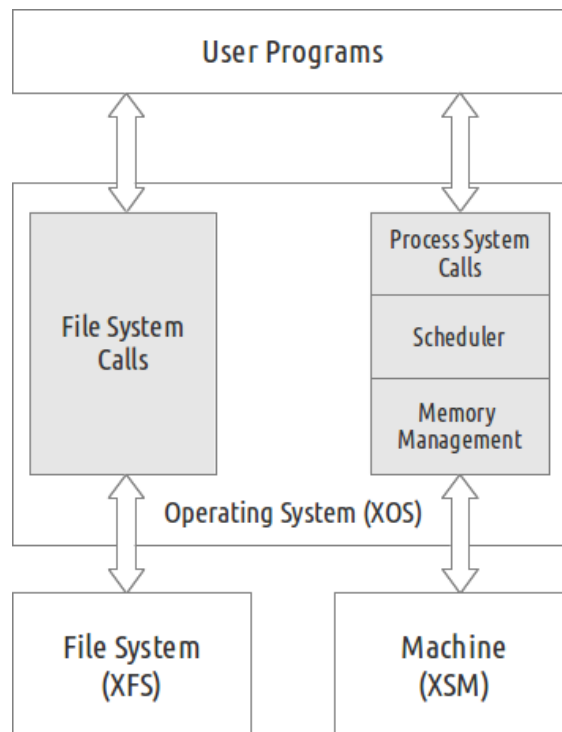 User Programs
File System
Calls
Process System
Calls
Scheduler
Memory
Management
Operating System (XOS)
File System
(XFS)
Machine
(XSM)